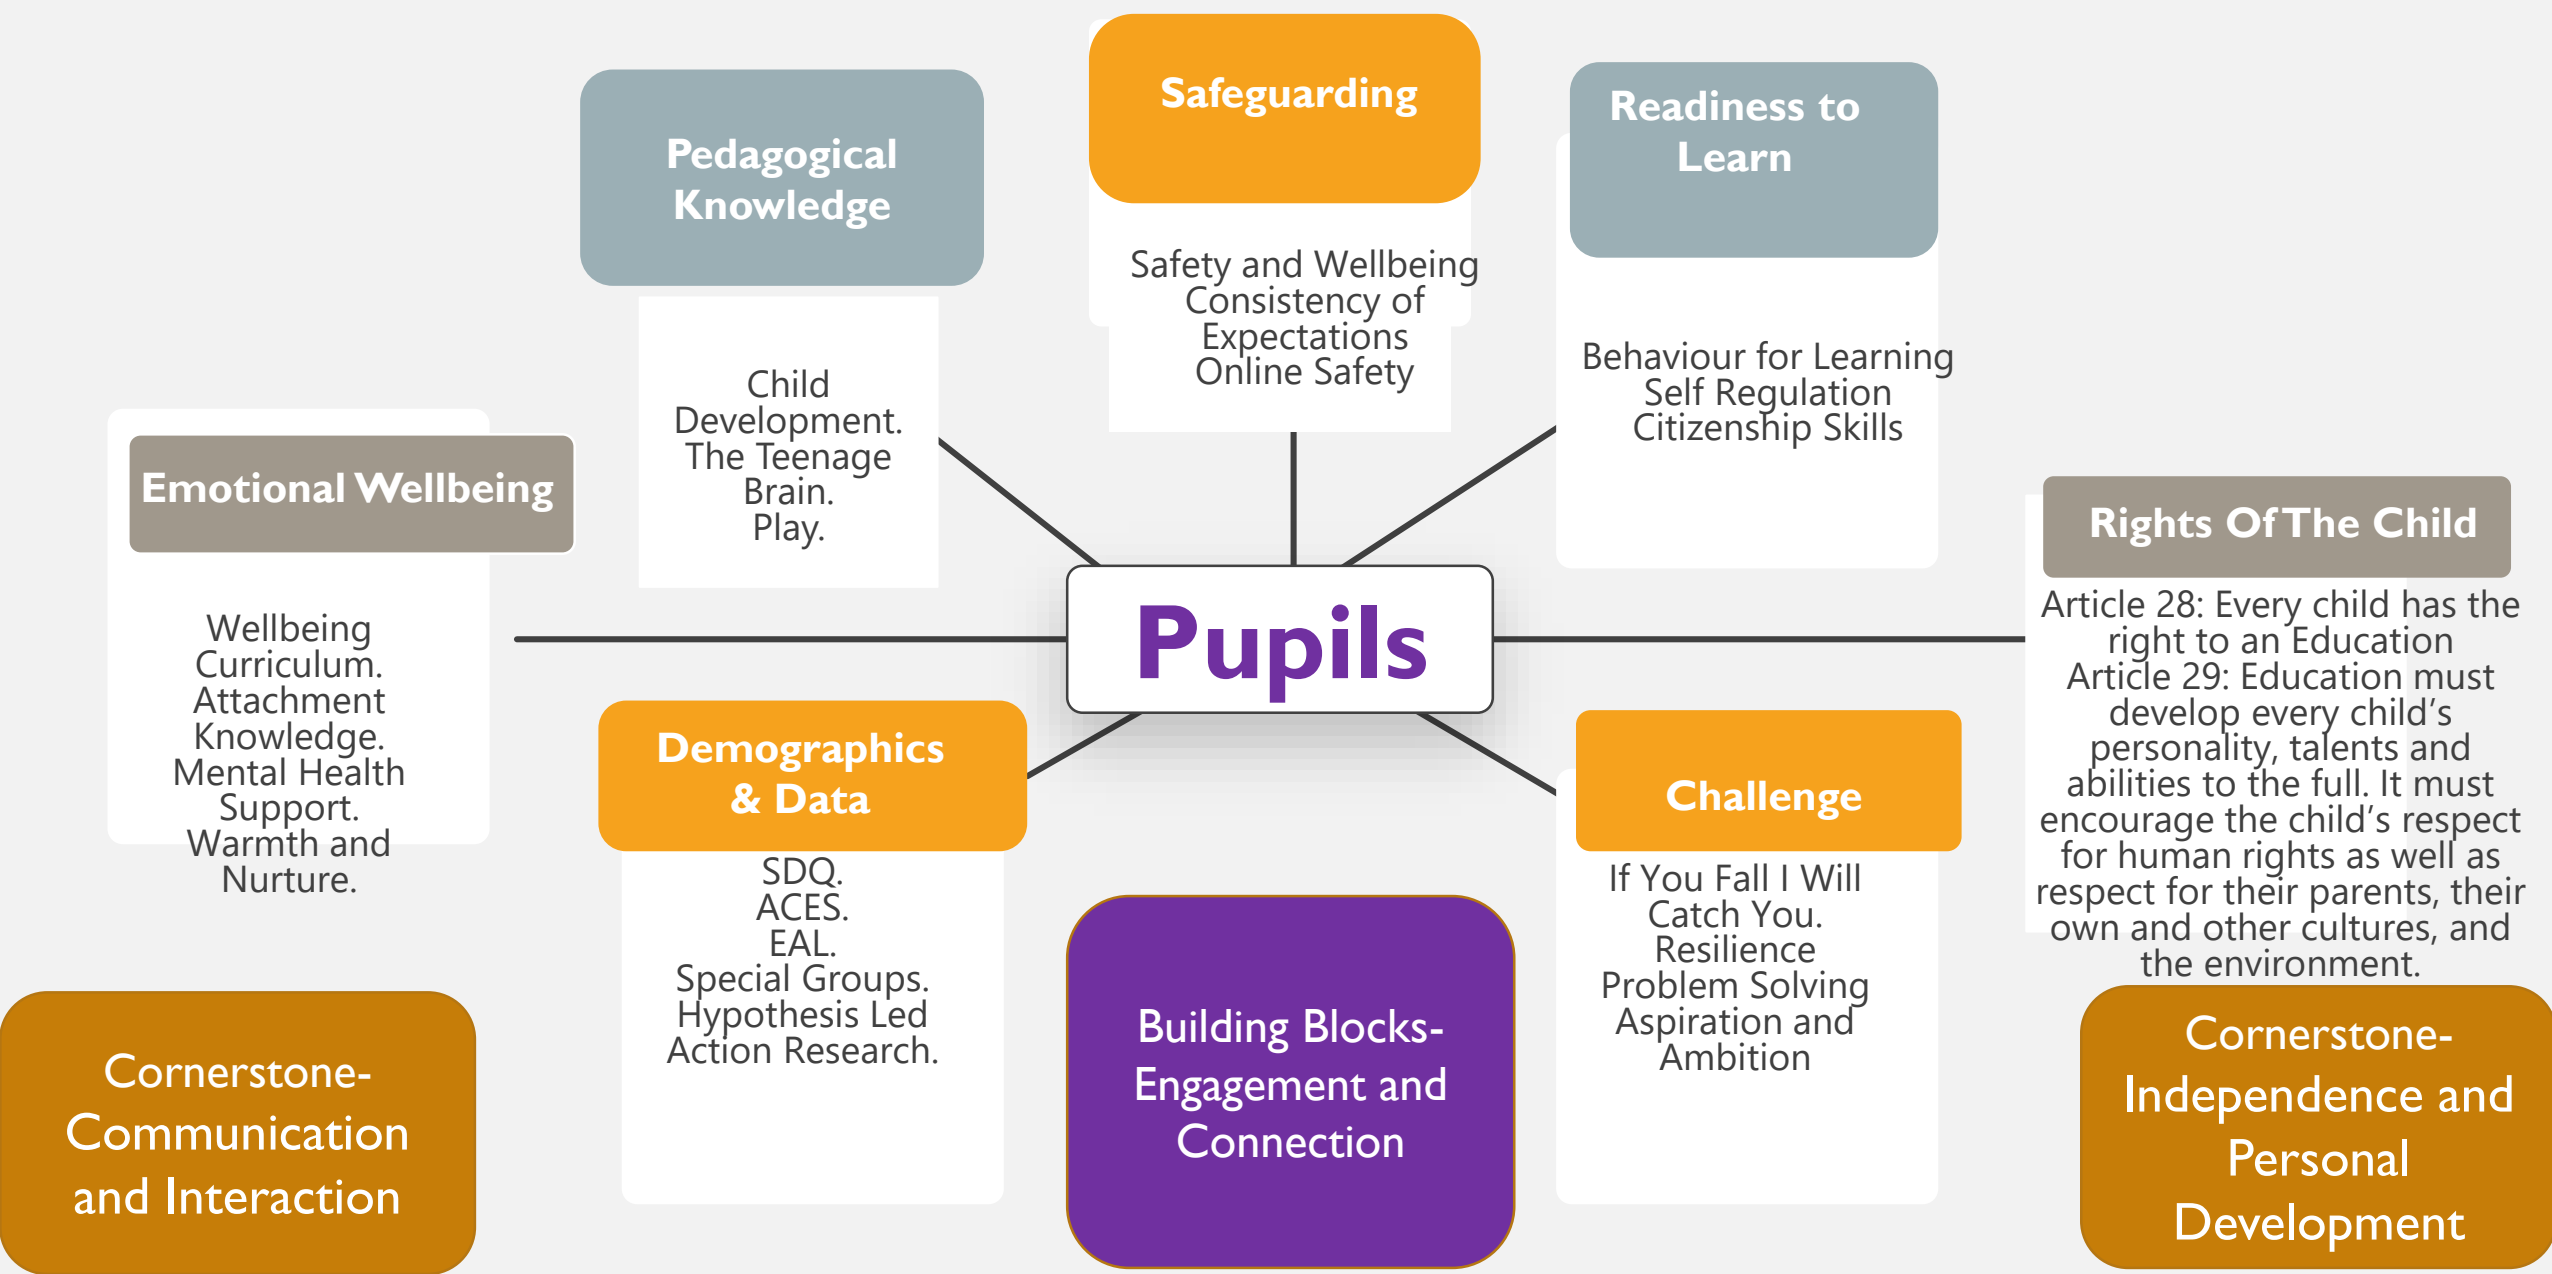 Safeguarding
Safety and Wellbeing
Consistency of
Expectations
Online Safety
Pedagogical
Knowledge
Child
Development.
The Teenage
Brain.
Play.
Readiness to
Learn
Behaviour for Learning
Self Regulation
Citizenship Skills
Emotional Wellbeing
Wellbeing
Curriculum.
Attachment
Knowledge.
Mental Health
Support.
Warmth and
Nurture.
Pupils
Rights Of The Child
Article 28: Every child has the
right to an Education
Article 29: Education must
develop every child’s
personality, talents and
abilities to the full. It must
encourage the child’s respect
for human rights as well as
respect for their parents, their
own and other cultures, and
the environment.
Demographics
& Data
SDQ.
ACES.
EAL.
Special Groups.
Hypothesis Led
Action Research.
Challenge
If You Fall I Will
Catch You.
Resilience
Problem Solving
Aspiration and
Ambition
Cornerstone-
Communication
and Interaction
Building Blocks-
Engagement and
Connection
Cornerstone-
Independence and
Personal
Development